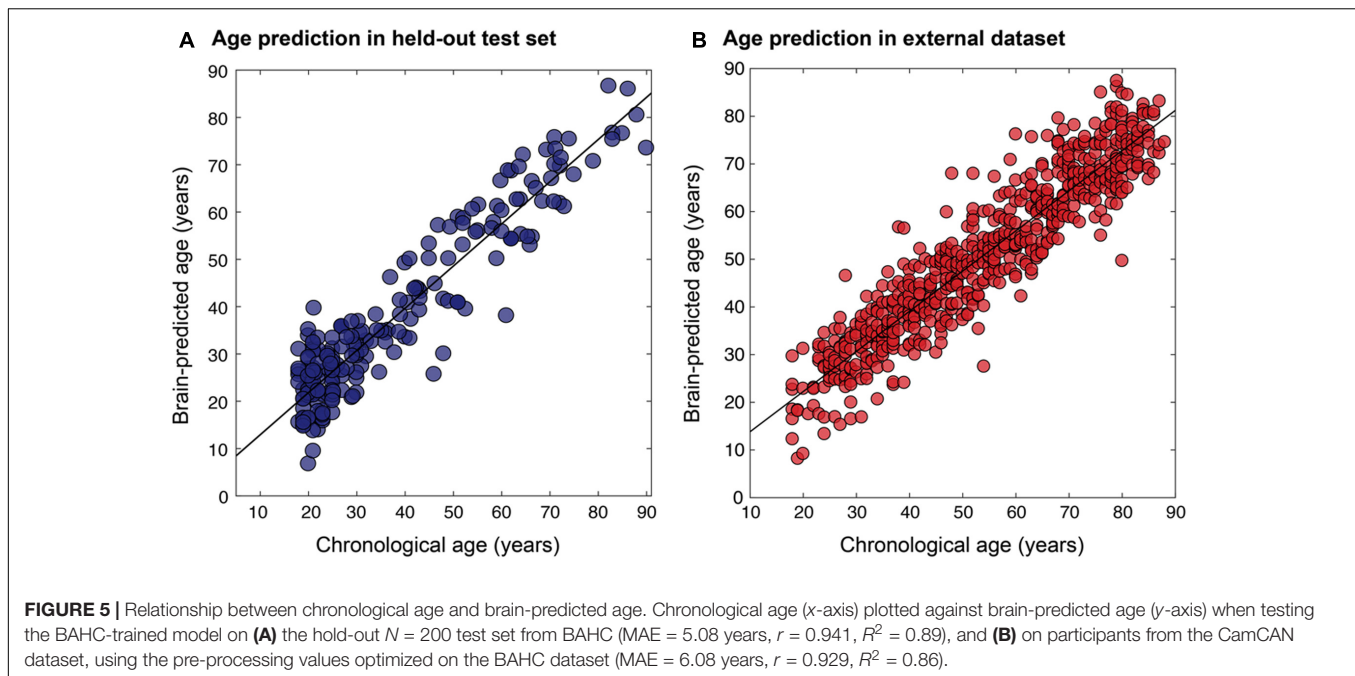 A Age prediction in held-out test set
B Age prediction in external dataset
90
80
70
60
50
40
30
20
10
0
Brain-predicted age (years)
10 20 30 40 50 60 70 80 90
Chronological age (years)
90
80
70
60
50
40
30
20
10
0
Brain-predicted age (years)
10 20 30 40 50 60 70 80 90
Chronological age (years)
FIGURE 5 | Relationship between chronological age and brain-predicted age. Chronological age (x-axis) plotted against brain-predicted age (y-axis) when testing
the BAHC-trained model on (A) the hold-out N = 200 test set from BAHC (MAE = 5.08 years, r = 0.941, R² = 0.89), and (B) on participants from the CamCAN
dataset, using the pre-processing values optimized on the BAHC dataset (MAE = 6.08 years, r = 0.929, R² = 0.86).